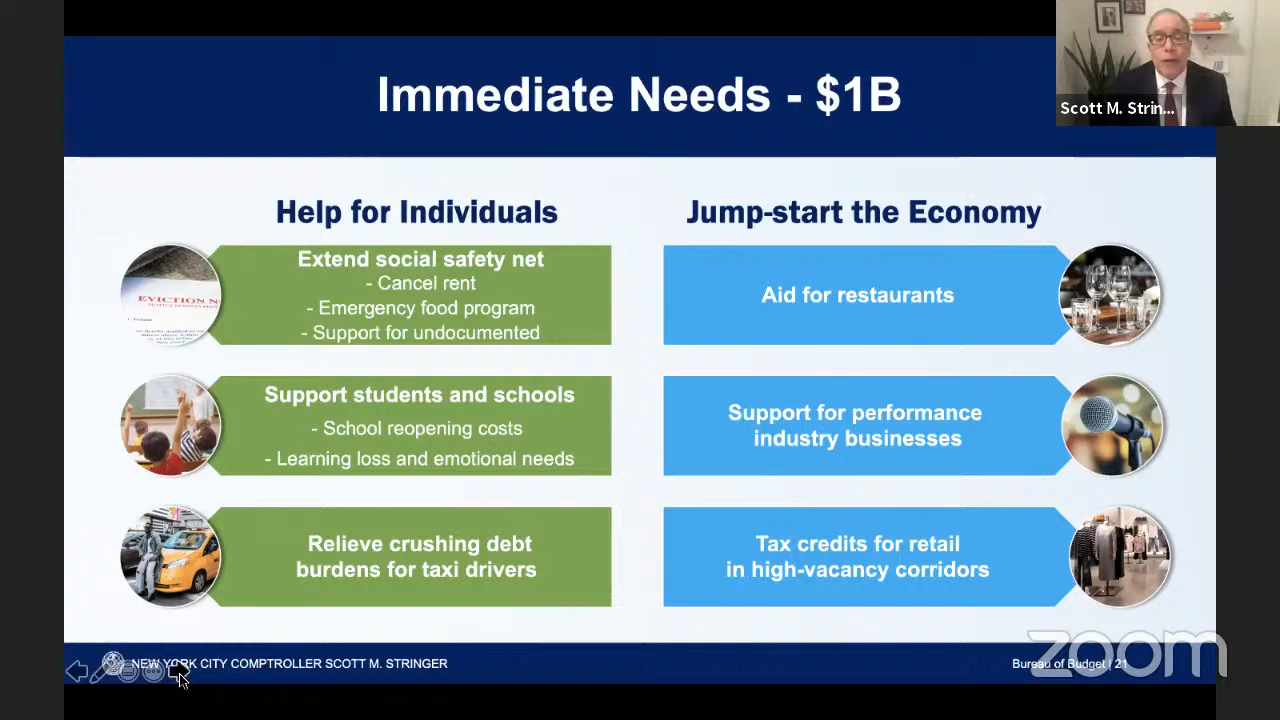 Immediate Needs - $1B
Scott M. Strin...
Help for Individuals
Extend social safety net
- Cancel rent
- Emergency food program
- Support for undocumented
EVICTION N
Support students and schools
- School reopening costs
- Learning loss and emotional needs
Relieve crushing debt
burdens for taxi drivers
Jump-start the Economy
Aid for restaurants
Support for performance
industry businesses
Tax credits for retail
in high-vacancy corridors
NEW YORK CITY COMPTROLLER SCOTT M. STRINGER
Bureau of Budget | 21
zoom